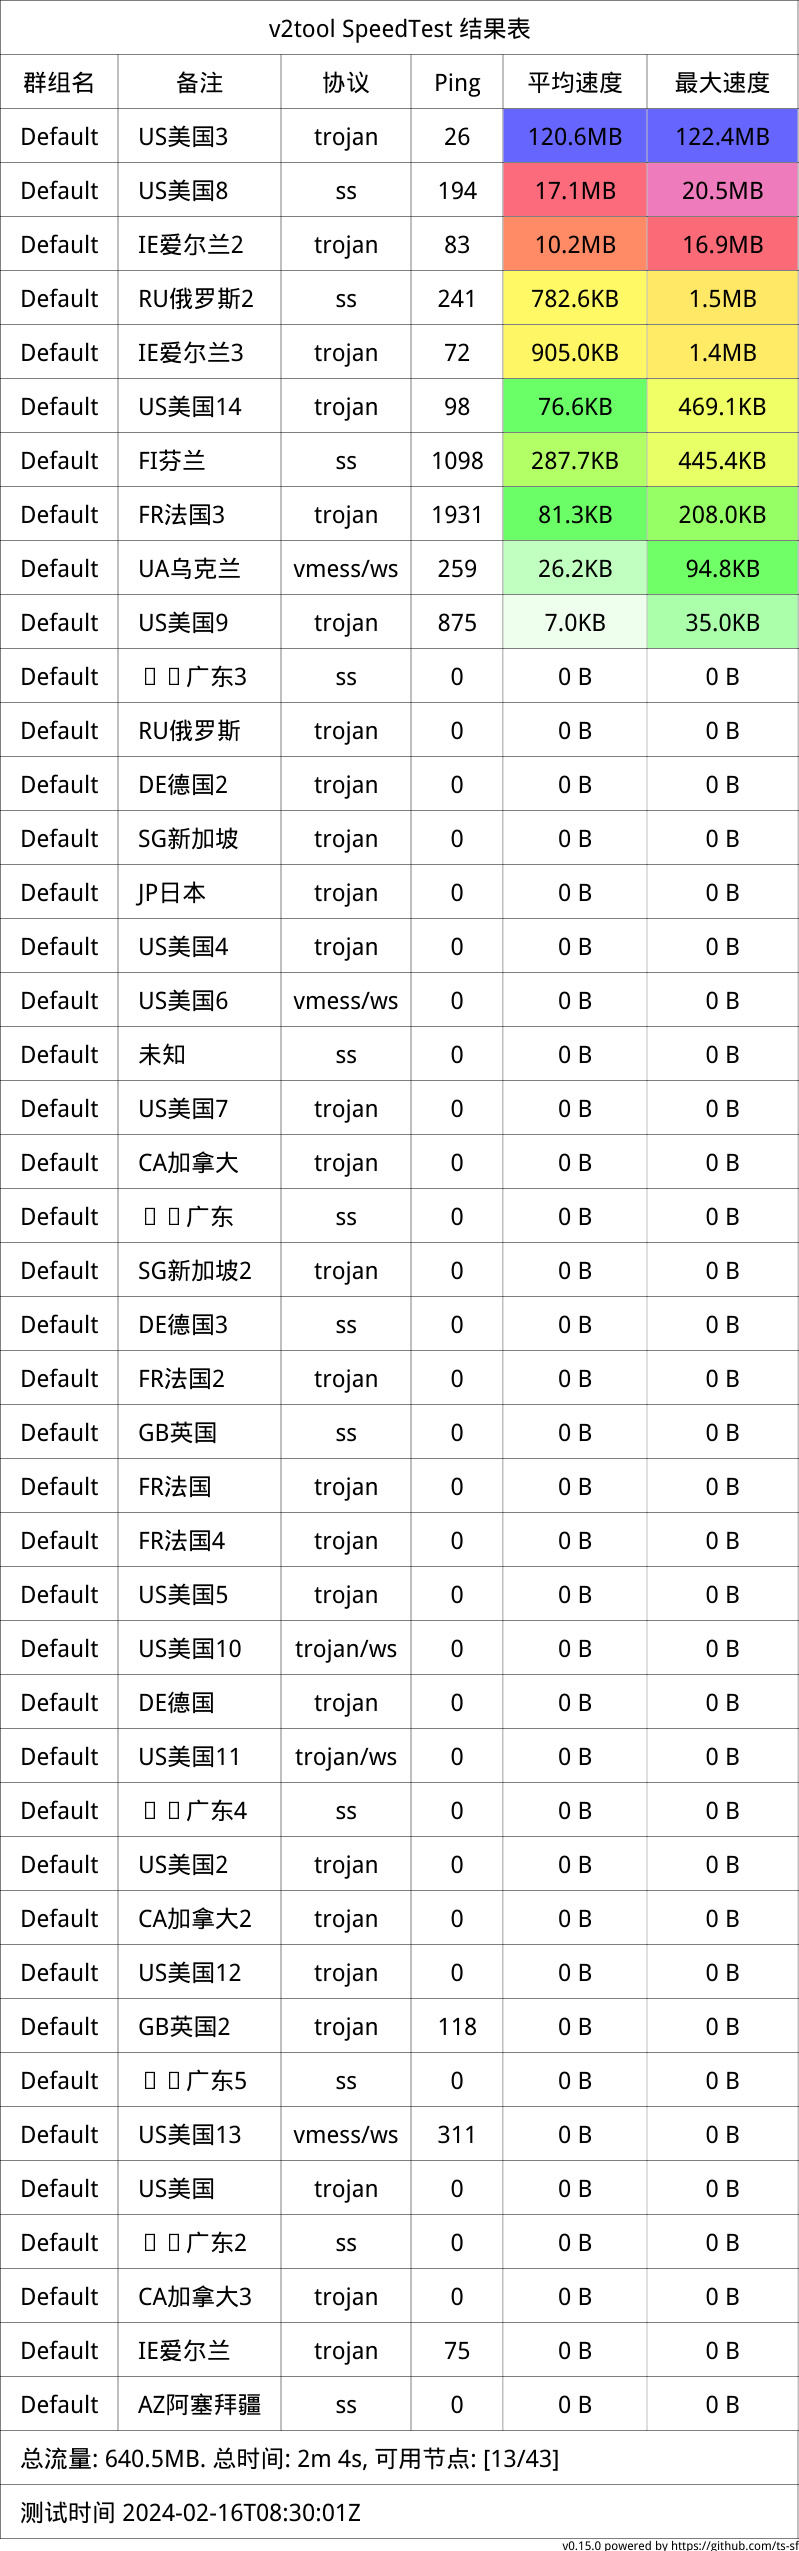 v2tool SpeedTest 结果表
群组名 备注 协议 Ping 平均速度 最大速度
Default US美国3 trojan 26 120.6MB 122.4MB
Default US美国8 ss 194 17.1MB 20.5MB
Default IE爱尔兰2 trojan 83 10.2MB 16.9MB
Default RU俄罗斯2 ss 241 782.6KB 1.5MB
Default IE爱尔兰3 trojan 72 905.0KB 1.4MB
Default US美国14 trojan 98 76.6KB 469.1KB
Default FI芬兰 ss 1098 287.7KB 445.4KB
Default FR法国3 trojan 1931 81.3KB 208.0KB
Default UA乌克兰 vmess/ws 259 26.2KB 94.8KB
Default US美国9 trojan 875 7.0KB 35.0KB
Default 广东3 ss 0 0 B 0 B
Default RU俄罗斯 trojan 0 0 B 0 B
Default DE德国2 trojan 0 0 B 0 B
Default SG新加坡 trojan 0 0 B 0 B
Default JP日本 trojan 0 0 B 0 B
Default US美国4 trojan 0 0 B 0 B
Default US美国6 vmess/ws 0 0 B 0 B
Default 未知 ss 0 0 B 0 B
Default US美国7 trojan 0 0 B 0 B
Default CA加拿大 trojan 0 0 B 0 B
Default 广东 ss 0 0 B 0 B
Default SG新加坡2 trojan 0 0 B 0 B
Default DE德国3 ss 0 0 B 0 B
Default FR法国2 trojan 0 0 B 0 B
Default GB英国 ss 0 0 B 0 B
Default FR法国 trojan 0 0 B 0 B
Default FR法国4 trojan 0 0 B 0 B
Default US美国5 trojan 0 0 B 0 B
Default US美国10 trojan/ws 0 0 B 0 B
Default DE德国 trojan 0 0 B 0 B
Default US美国11 trojan/ws 0 0 B 0 B
Default 广东4 ss 0 0 B 0 B
Default US美国2 trojan 0 0 B 0 B
Default CA加拿大2 trojan 0 0 B 0 B
Default US美国12 trojan 0 0 B 0 B
Default GB英国2 trojan 118 0 B 0 B
Default 广东5 ss 0 0 B 0 B
Default US美国13 vmess/ws 311 0 B 0 B
Default US美国 trojan 0 0 B 0 B
Default 广东2 ss 0 0 B 0 B
Default CA加拿大3 trojan 0 0 B 0 B
Default IE爱尔兰 trojan 75 0 B 0 B
Default AZ阿塞拜疆 ss 0 0 B 0 B
总流量: 640.5MB. 总时间: 2m 4s, 可用节点: [13/43]
测试时间 2024-02-16T08:30:01Z
v0.15.0 powered by https://github.com/ts-sf